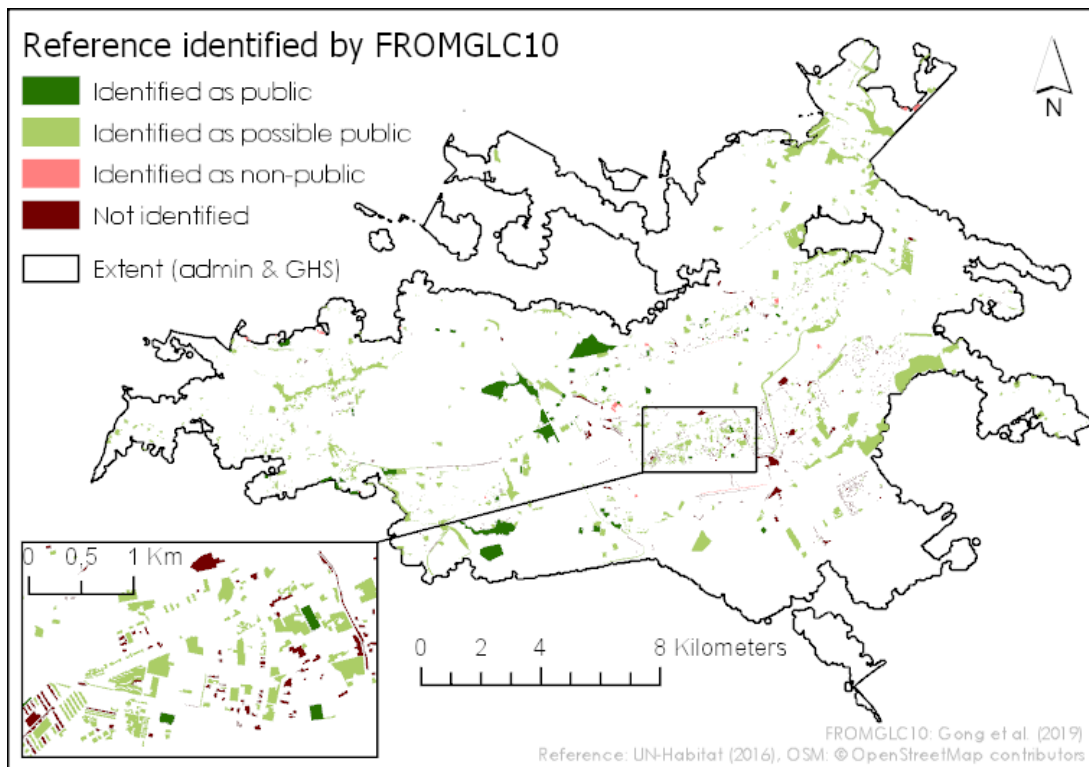 Reference identified by FROMGLC10
Identified as public
Identified as possible public
Identified as non-public
Not identified
Extent (admin & GHS)
N
0 0,5 1 Km
0 2 4 8 Kilometers
FROMGLC10: Gong et al. (2019)
Reference: UN-Habitat (2016), OSM: © OpenStreetMap contributors